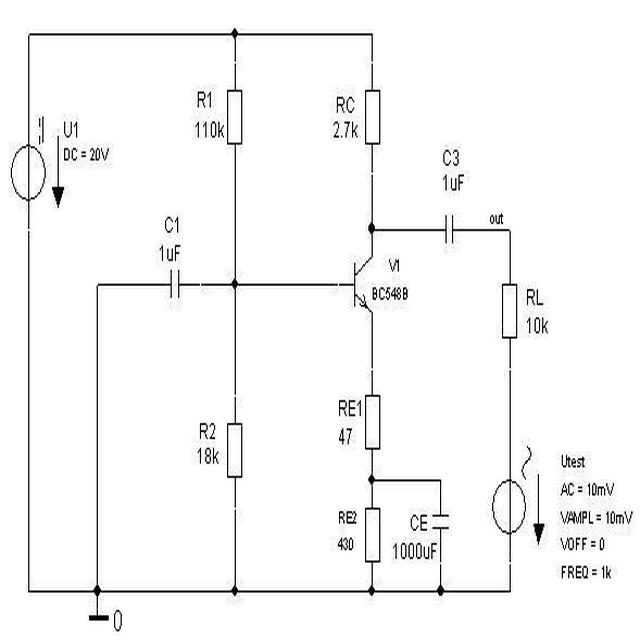 R1
110k
RC
2.7k
U1
DC = 20V
C3
1uF
out
C1
1uF
V1
BC548B
RL
10k
RE1
47
R2
18k
Utest
AC = 10mV
VAMPL = 10mV
VOFF = 0
FREQ = 1k
RE2
430
CE
1000uF
0